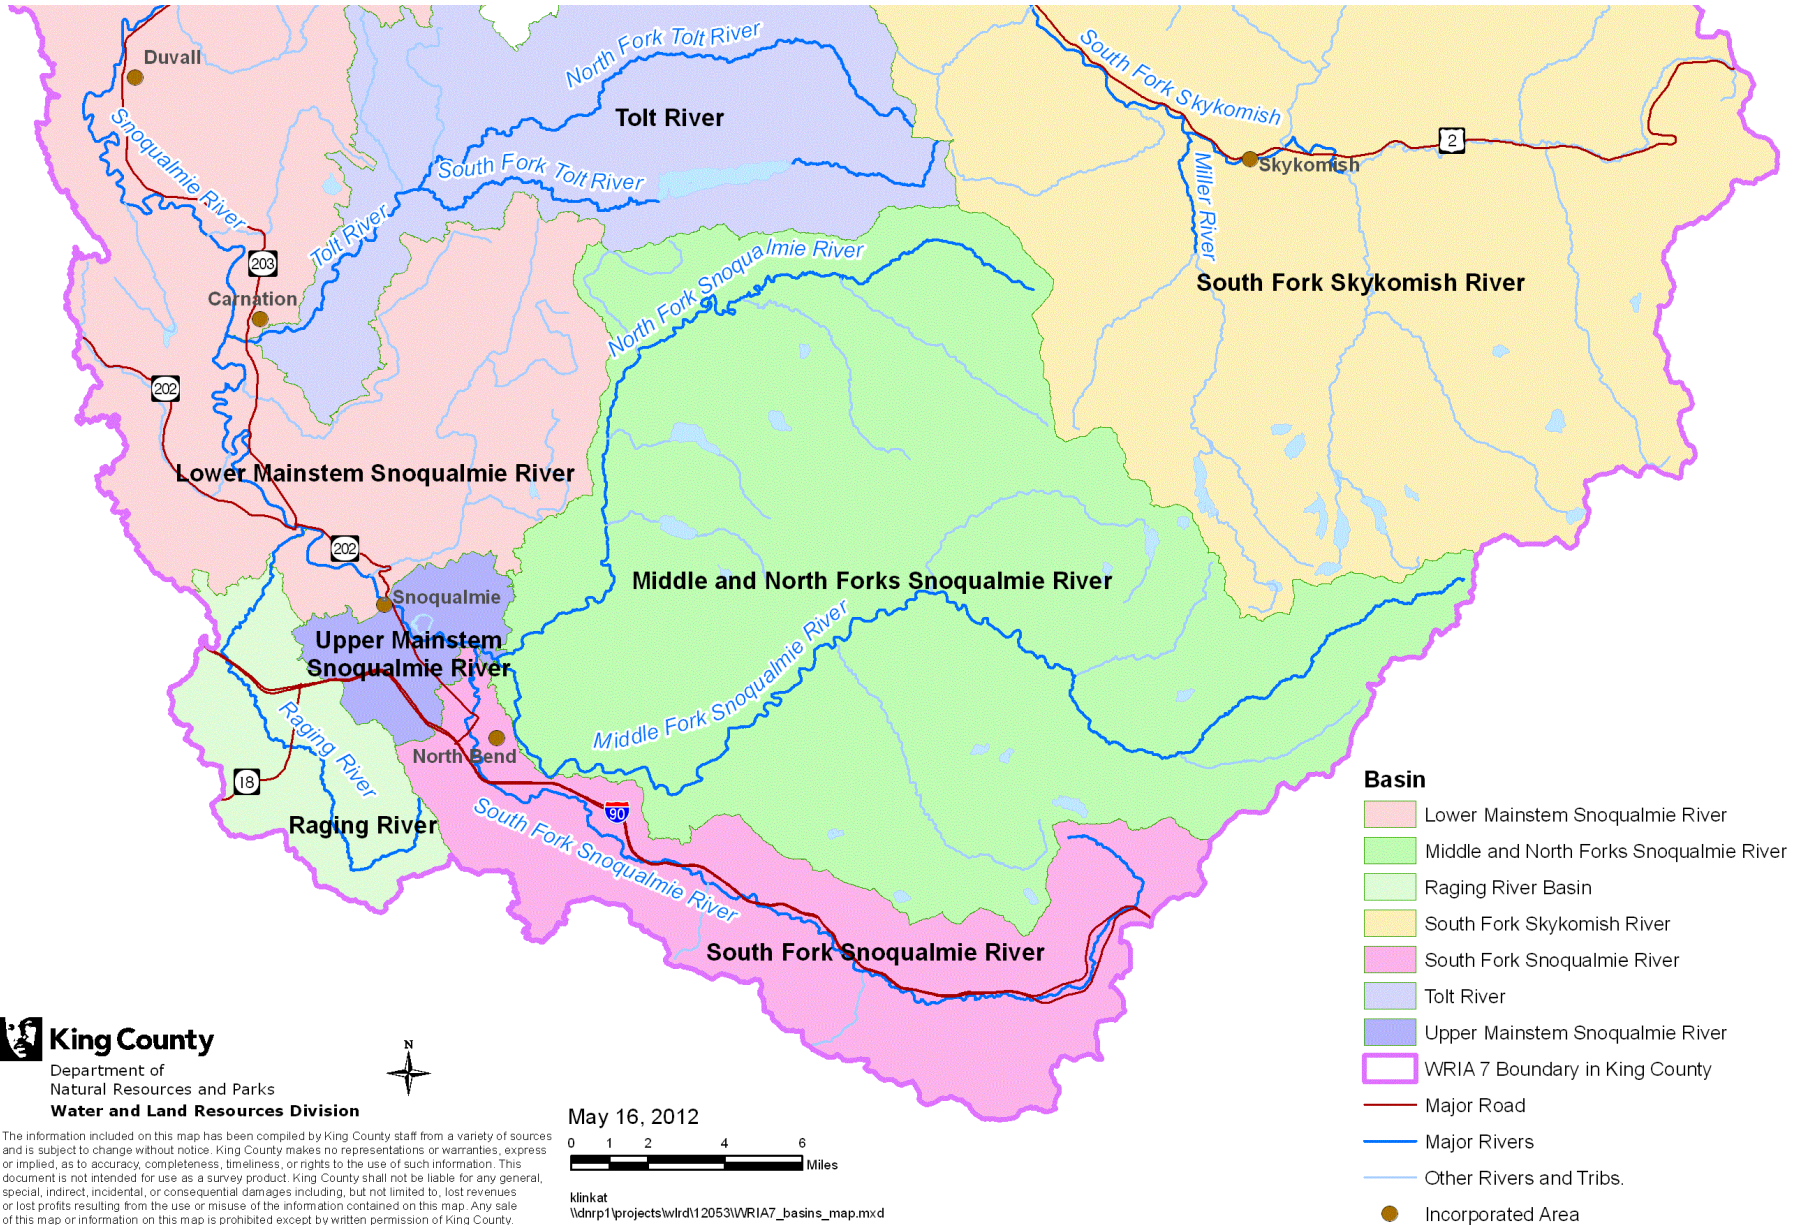 Duvall
North Fork Tolt River
Tolt River
South Fork Skykomish
2
Skykomish
Snoqualmie River
South Fork Tolt River
Miller River
Tolt River
203
North Fork Snoqualmie River
South Fork Skykomish River
Carnation
202
Lower Mainstem Snoqualmie River
202
Middle and North Forks Snoqualmie River
Snoqualmie
Upper Mainstem
Snoqualmie River
Middle Fork Snoqualmie River
Raging River
North Bend
18
90
Raging River
South Fork Snoqualmie River
South Fork Snoqualmie River
Basin
Lower Mainstem Snoqualmie River
Middle and North Forks Snoqualmie River
Raging River Basin
South Fork Skykomish River
South Fork Snoqualmie River
Tolt River
Upper Mainstem Snoqualmie River
WRIA 7 Boundary in King County
Major Road
Major Rivers
Other Rivers and Tribs.
Incorporated Area
King County
Department of
Natural Resources and Parks
Water and Land Resources Division
N
The information included on this map has been compiled by King County staff from a variety of sources
and is subject to change without notice. King County makes no representations or warranties, express
or implied, as to accuracy, completeness, timeliness, or rights to the use of such information. This
document is not intended for use as a survey product. King County shall not be liable for any general,
special, indirect, incidental, or consequential damages including, but not limited to, lost revenues
or lost profits resulting from the use or misuse of the information contained on this map. Any sale
of this map or information on this map is prohibited except by written permission of King County.
May 16, 2012
0 1 2 4 6
Miles
klinkat
\\dnrp1\projects\wlrd\12053\WRIA7_basins_map.mxd